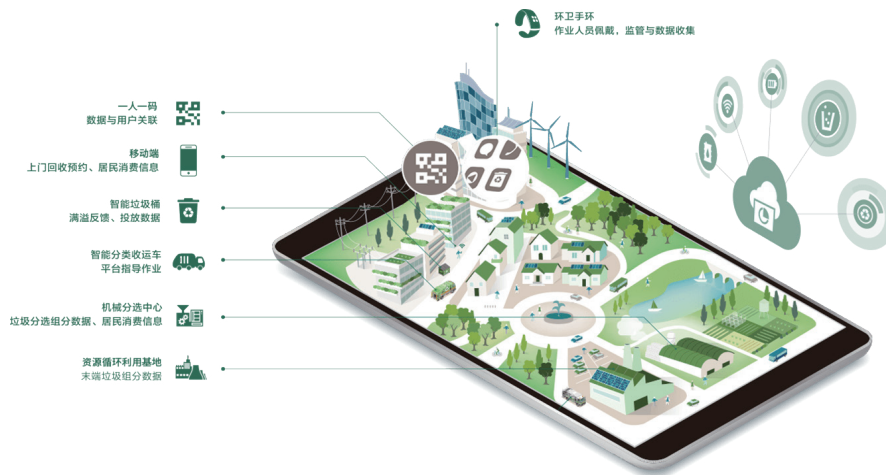 环卫手环
作业人员佩戴，监管与数据收集
一人一码
数据与用户关联
移动端
上门回收预约、居民消费信息
智能垃圾桶
满溢反馈、投放数据
智能分类收运车
平台指导作业
机械分选中心
垃圾分选组分数据、居民消费信息
资源循环利用基地
末端垃圾组分数据